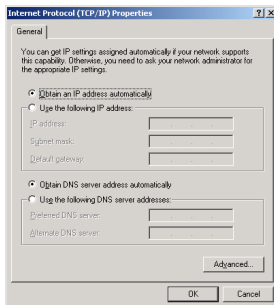 Internet Protocol (TCP/IP) Properties
General
You can get IP settings assigned automatically if your network supports
this capability. Otherwise, you need to ask your network administrator for
the appropriate IP settings.
Obtain an IP address automatically
Use the following IP address:
IP address:
Subnet mask:
Default gateway:
Obtain DNS server address automatically
Use the following DNS server addresses:
Preferred DNS server:
Alternate DNS server:
Advanced...
OK Cancel